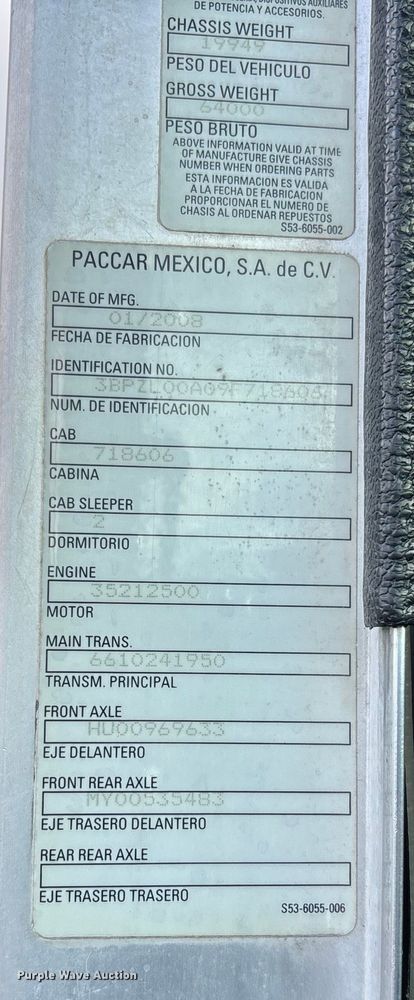 DE POTENCIA Y ACCESORIOS.
CHASSIS WEIGHT
19949
PESO DEL VEHICULO
GROSS WEIGHT
64000
PESO BRUTO
ABOVE INFORMATION VALID AT TIME
OF MANUFACTURE GIVE CHASSIS
NUMBER WHEN ORDERING PARTS
ESTA INFORMACION ES VALIDA
A LA FECHA DE FABRICACION
PROPORCIONAR EL NUMERO DE
CHASIS AL ORDENAR REPUESTOS
S53-6055-002
PACCAR MEXICO, S.A. de C.V.
DATE OF MFG.
01/2008
FECHA DE FABRICACION
IDENTIFICATION NO.
3BPZL00A09F718606
NUM. DE IDENTIFICACION
CAB
718606
CABINA
CAB SLEEPER
2
DORMITORIO
ENGINE
35212500
MOTOR
MAIN TRANS.
6610241950
TRANSM. PRINCIPAL
FRONT AXLE
HU00969633
EJE DELANTERO
FRONT REAR AXLE
MY00535483
EJE TRASERO DELANTERO
REAR REAR AXLE
EJE TRASERO TRASERO
S53-6055-006
Purple Wave Auction